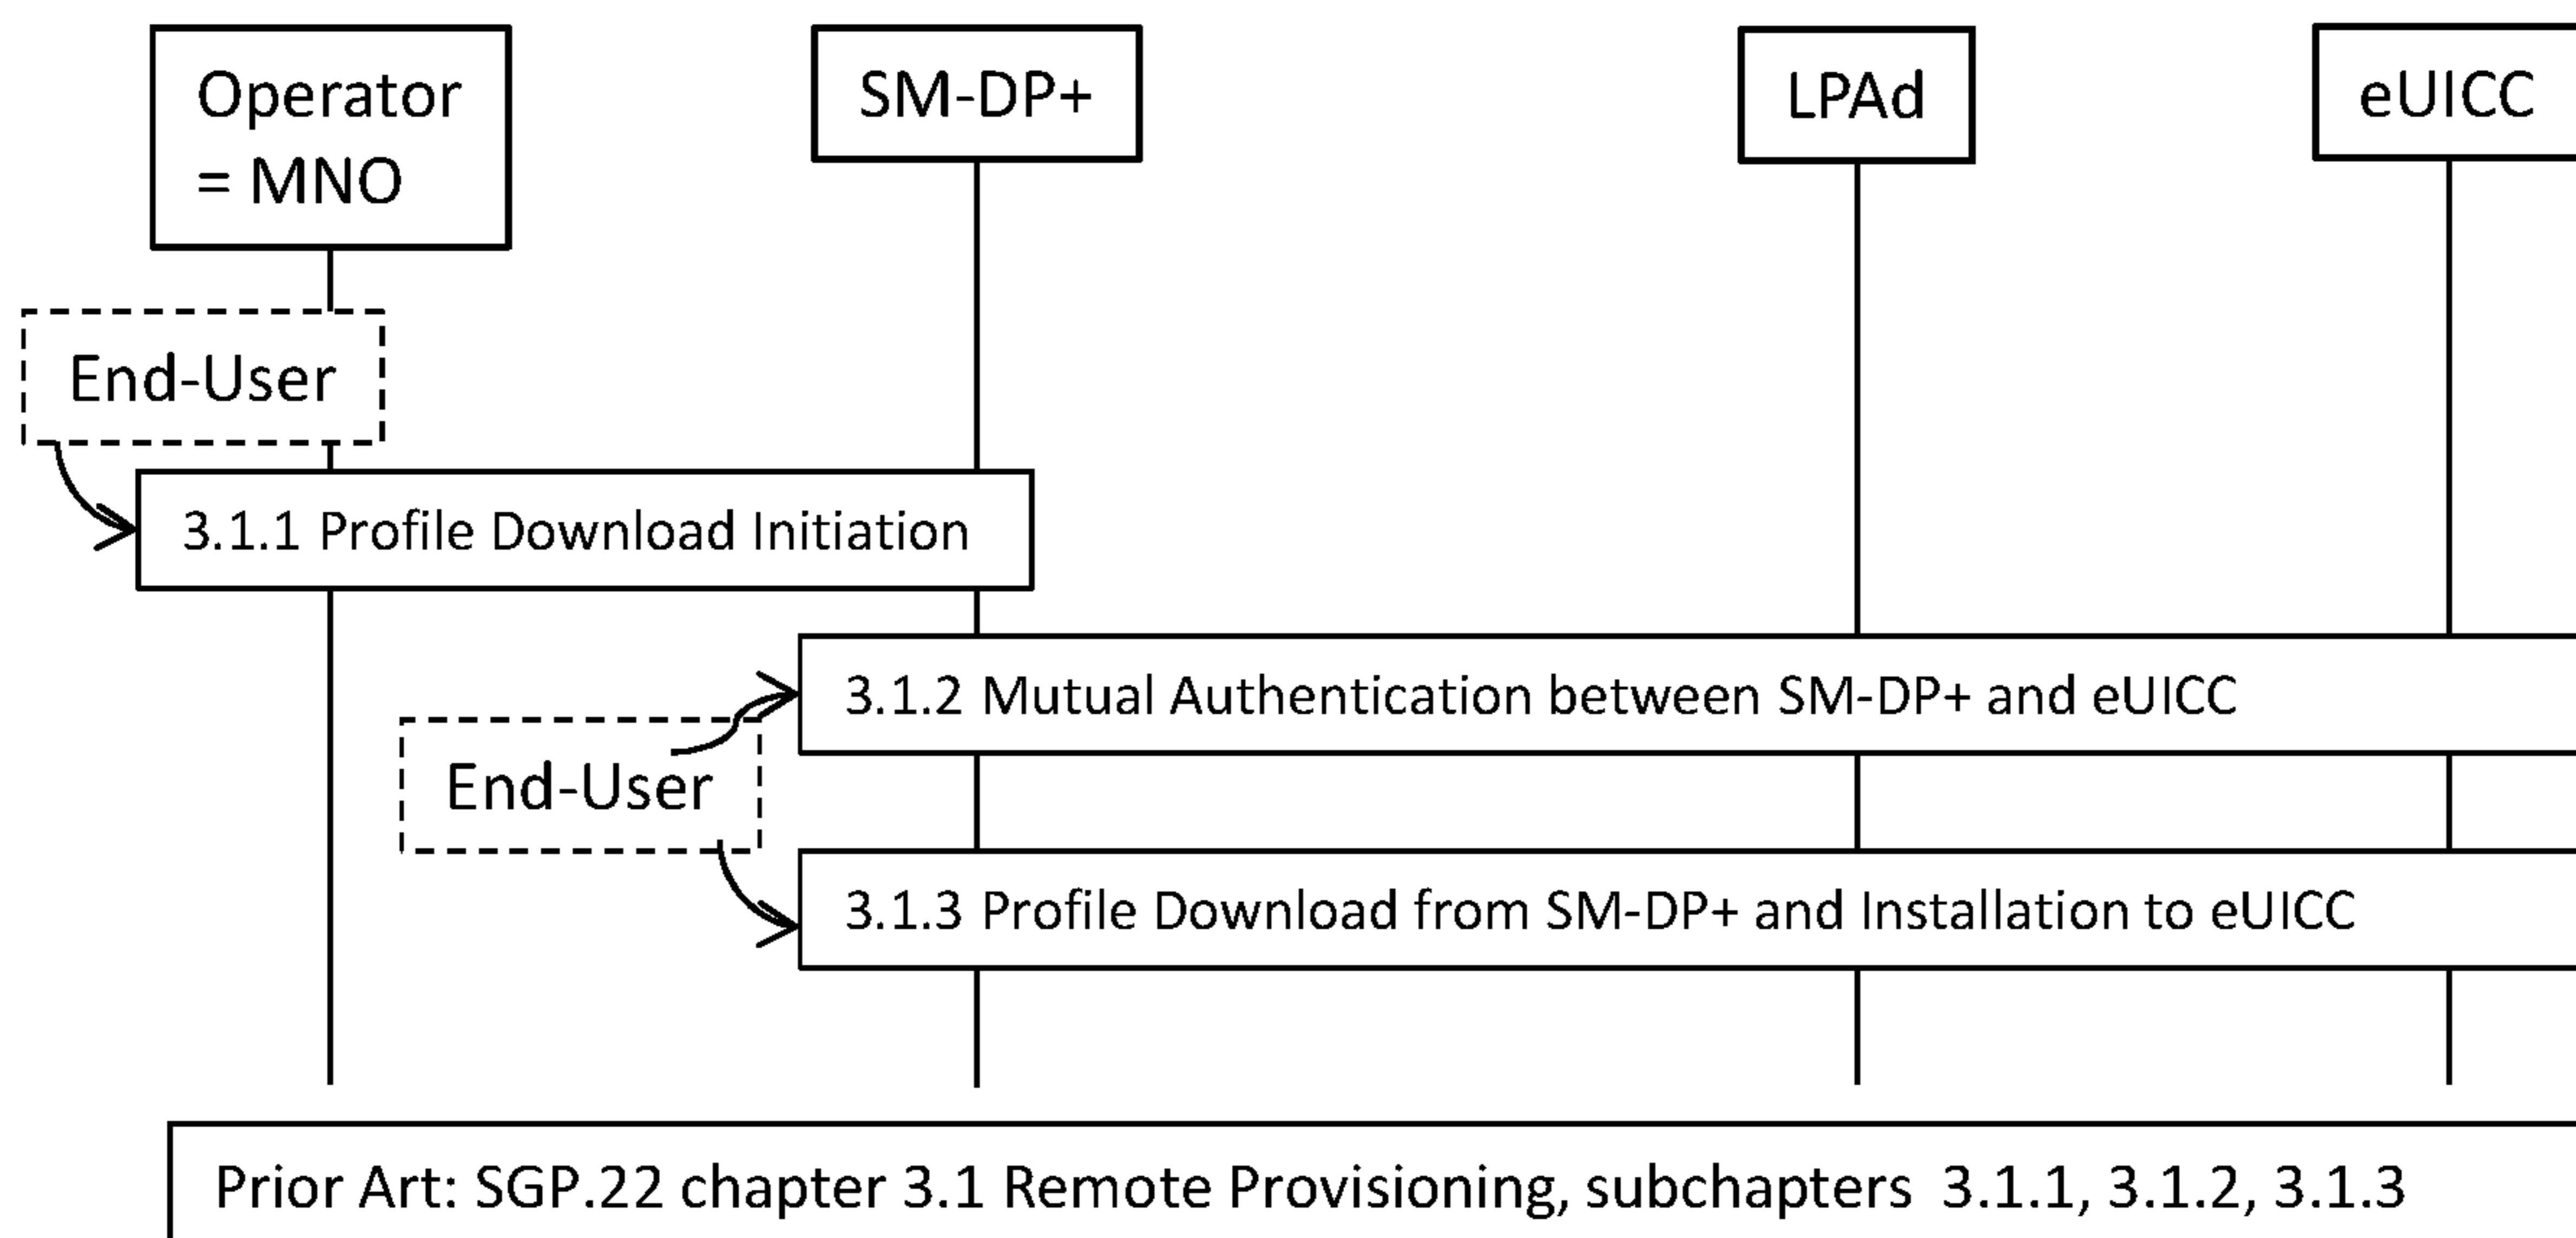 Operator
= MNO
SM-DP+
LPAd
eUICC
End-User
3.1.1 Profile Download Initiation
3.1.2 Mutual Authentication between SM-DP+ and eUICC
End-User
3.1.3 Profile Download from SM-DP+ and Installation to eUICC
Prior Art: SGP.22 chapter 3.1 Remote Provisioning, subchapters 3.1.1, 3.1.2, 3.1.3